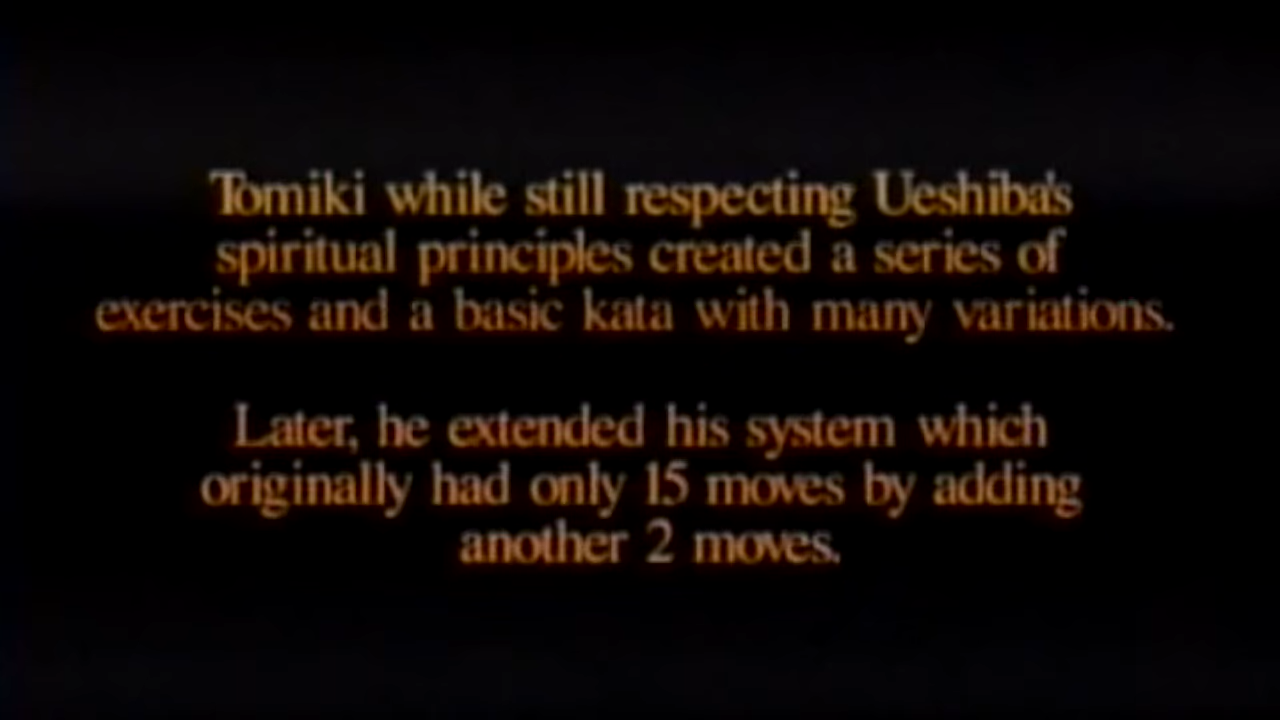 Tomiki while still respecting Ueshiba's
spiritual principles created a series of
exercises and a basic kata with many variations.
Later, he extended his system which
originally had only 15 moves by adding
another 2 moves.